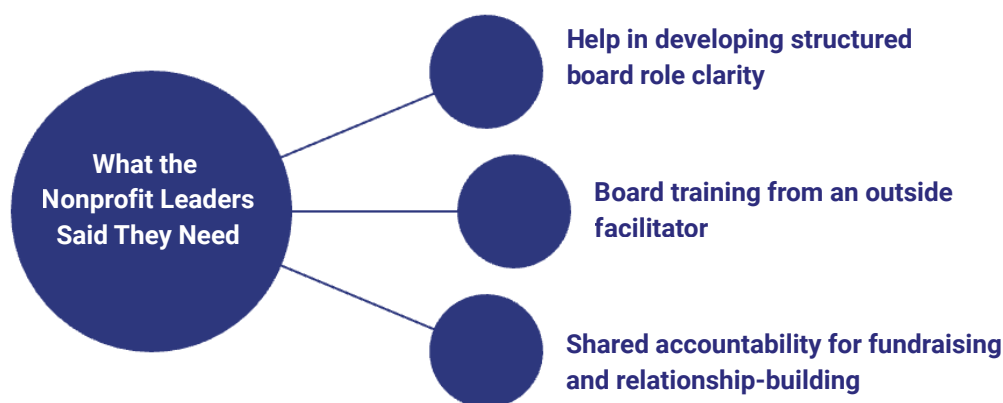 What the
Nonprofit Leaders
Said They Need
Help in developing structured
board role clarity
Board training from an outside
facilitator
Shared accountability for fundraising
and relationship-building